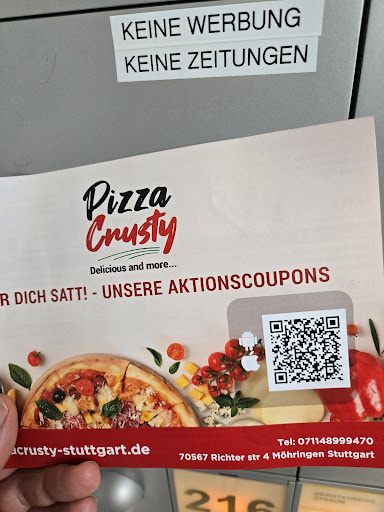 KEINE WERBUNG
KEINE ZEITUNGEN
Pizza
Crusty
Delicious and more...
R DICH SATT! - UNSERE AKTIONSCOUPONS
acrusty-stuttgart.de
Tel: 071148999470
70567 Richter str 4 Möhringen Stuttgart
216